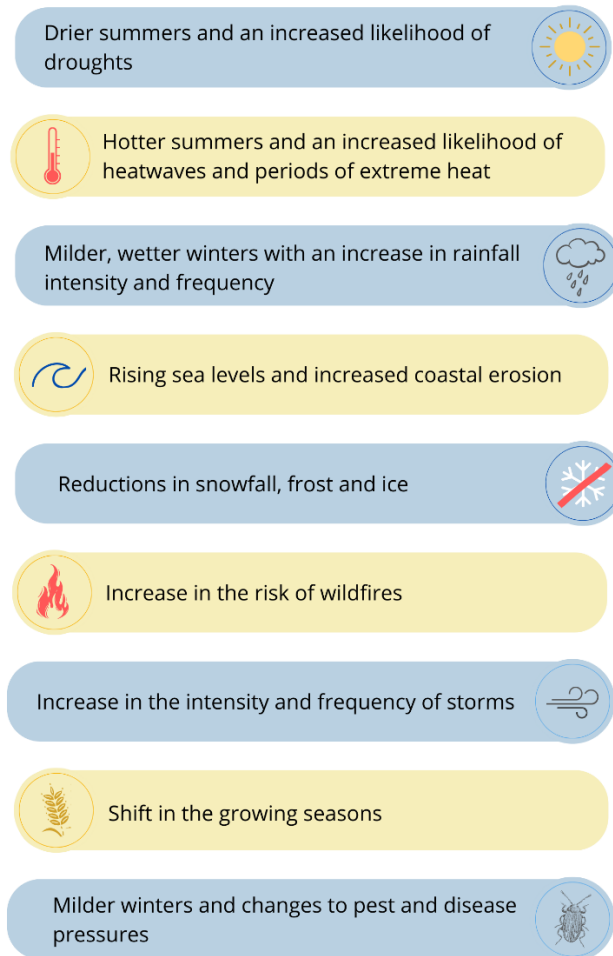 Drier summers and an increased likelihood of
droughts
Hotter summers and an increased likelihood of
heatwaves and periods of extreme heat
Milder, wetter winters with an increase in rainfall
intensity and frequency
Rising sea levels and increased coastal erosion
Reductions in snowfall, frost and ice
Increase in the risk of wildfires
Increase in the intensity and frequency of storms
Shift in the growing seasons
Milder winters and changes to pest and disease
pressures